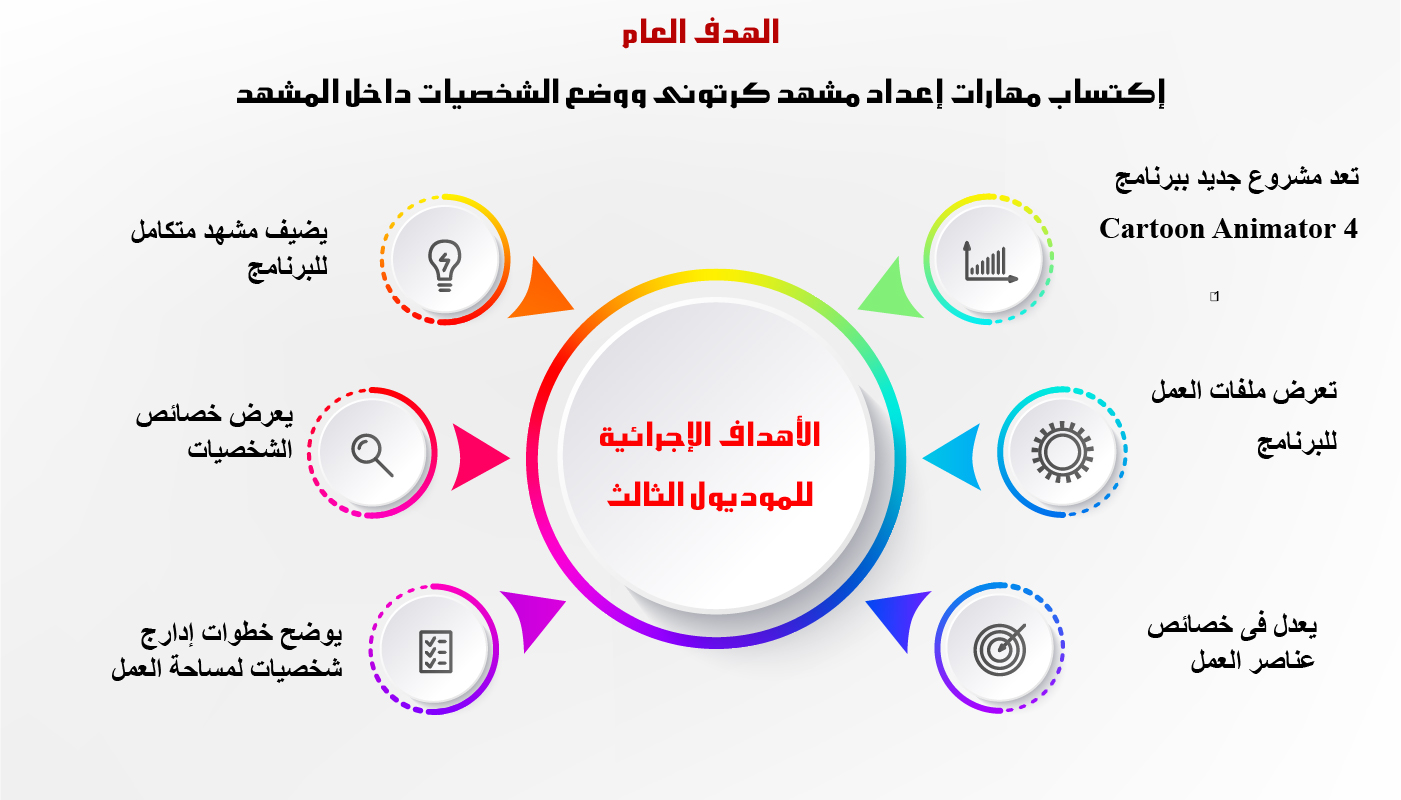 الهدف العام
إكتساب مهارات إعداد مشهد كرتونى ووضع الشخصيات داخل المشهد
تعد مشروع جديد ببرنامج
Cartoon Animator 4
تعرض ملفات العمل
للبرنامج
يعدل فى خصائص
عناصر العمل
الأهداف الإجرائية
للموديول الثالث
يضيف مشهد متكامل
للبرنامج
يعرض خصائص
الشخصيات
يوضح خطوات إدارج
شخصيات لمساحة العمل